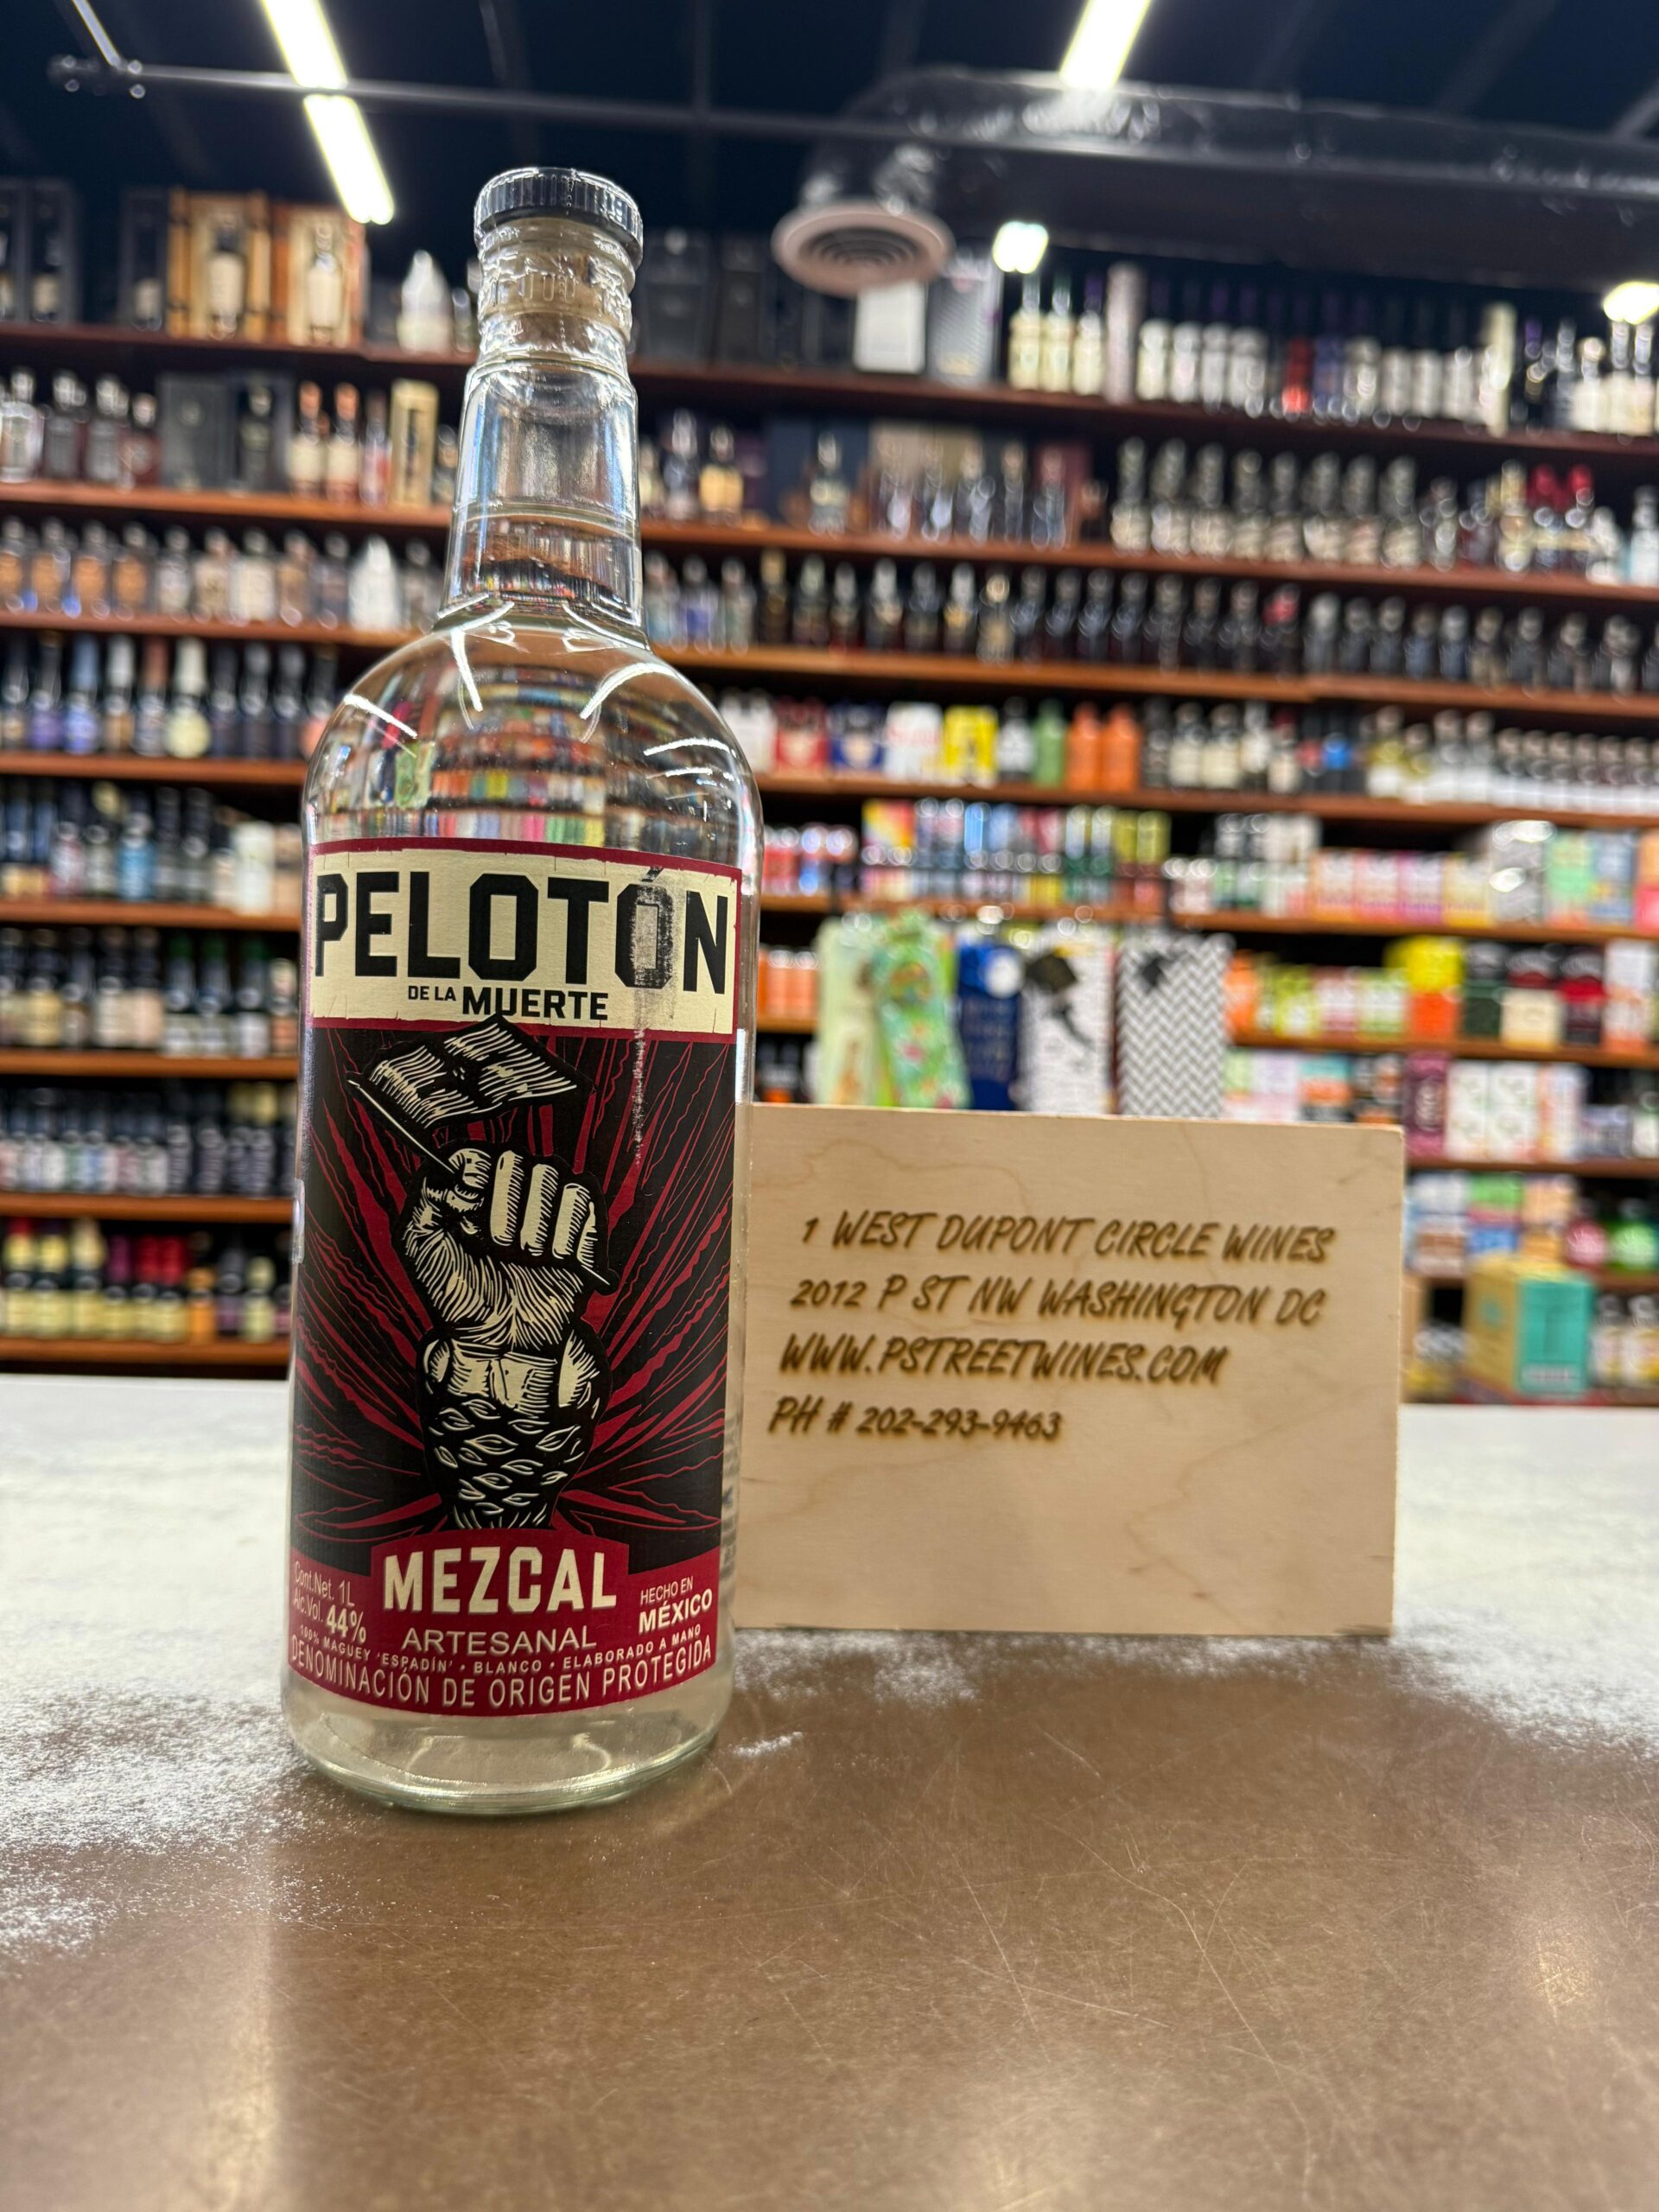 PELOTÓN
DE LA MUERTE
MEZCAL
Cont.Net. 1L
Alc.Vol. 44%
HECHO EN
MÉXICO
ARTESANAL
100% MAGUEY 'ESPADÍN' • BLANCO • ELABORADO A MANO
DENOMINACIÓN DE ORIGEN PROTEGIDA
1 WEST DUPONT CIRCLE WINES
2012 P ST NW WASHINGTON DC
WWW.PSTREETWINES.COM
PH # 202-293-9463